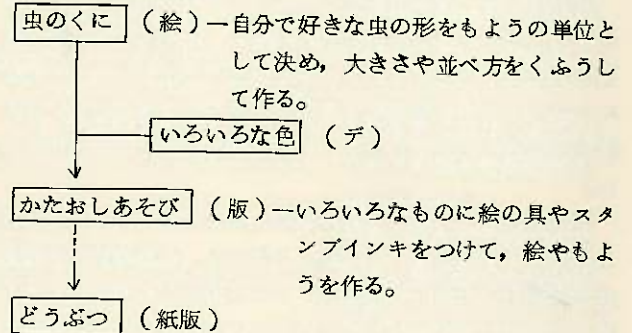 虫のくに (絵)ー自分で好きな虫の形をもようの単位と
して決め，大きさや並べ方をくふうし
て作る。
いろいろな色 (デ)
かたおしあそび (版)ーいろいろなものに絵の具やスタ
ンプインキをつけて，絵やもよ
うを作る。
どうぶつ (紙版)